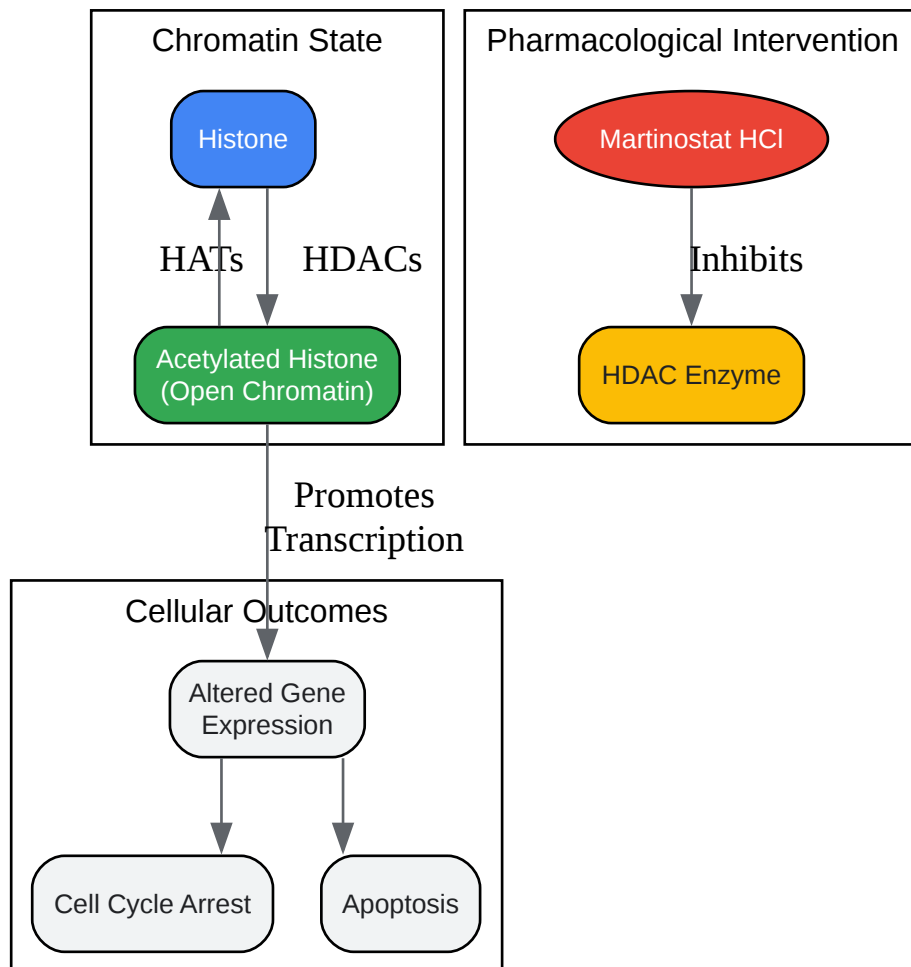 Chromatin State
Histone
HATs
HDACs
Acetylated Histone
(Open Chromatin)
Pharmacological Intervention
Martinostat HCl
Inhibits
HDAC Enzyme
Promotes
Transcription
Cellular Outcomes
Altered Gene
Expression
Cell Cycle Arrest
Apoptosis